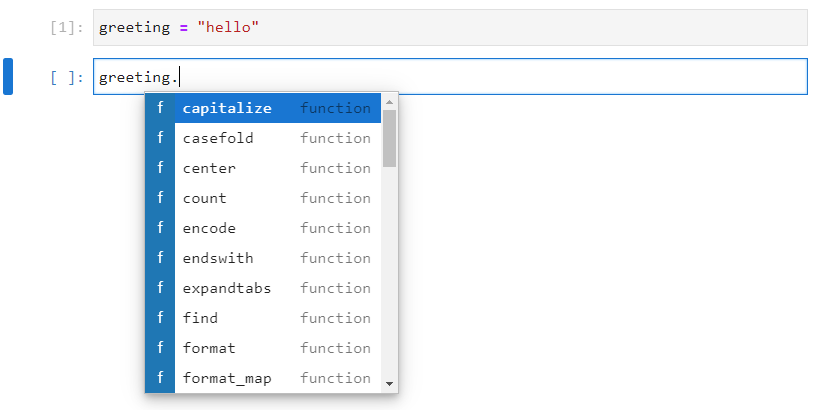 [1]: greeting = "hello"
[ ]: greeting.
f capitalize function
f casefold function
f center function
f count function
f encode function
f endswith function
f expandtabs function
f find function
f format function
f format_map function